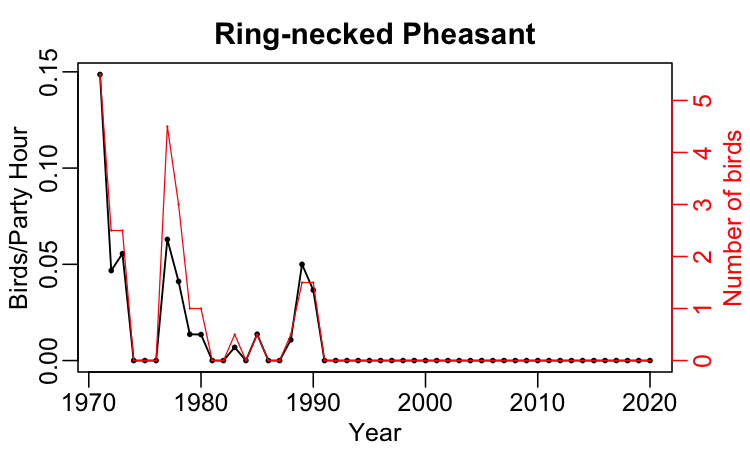 Ring-necked Pheasant
Birds/Party Hour
0.15
0.10
0.05
0.00
5
4
3
2
1
0
Number of birds
1970 1980 1990 2000 2010 2020
Year